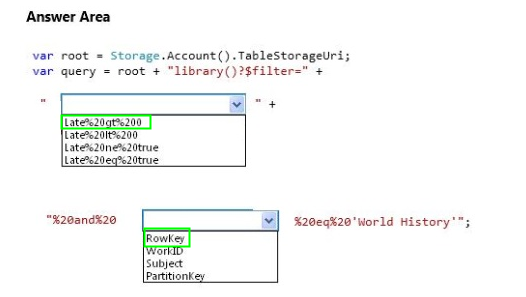 Answer Area
var root = Storage.Account().TableStorageUri;
var query = root + "library()?$filter=" +
" " +
Late%20gt%200
Late%20lt%200
Late%20ne%20true
Late%20eq%20true
"%20and%20 %20eq%20'World History'";
RowKey
WorkID
Subject
PartitionKey